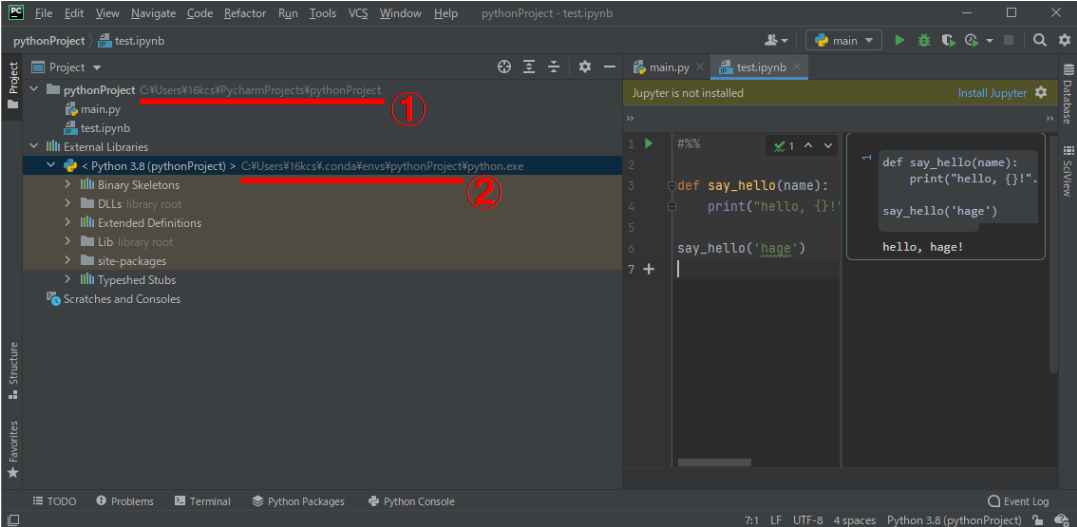 PC File Edit View Navigate Code Refactor Run Tools VCS Window Help pythonProject - test.ipynb
pythonProject test.ipynb main
Project
Project
pythonProject C:¥Users¥16kcs¥PycharmProjects¥pythonProject
①
main.py
test.ipynb
External Libraries
< Python 3.8 (pythonProject) > C:¥Users¥16kcs¥.conda¥envs¥pythonProject¥python.exe
②
Binary Skeletons
DLLs library root
Extended Definitions
Lib library root
site-packages
Typeshed Stubs
Scratches and Consoles
Structure
Favorites
main.py test.ipynb
Jupyter is not installed Install Jupyter
» »
1 #%% 1
2
3 def say_hello(name):
4 print("hello, {}!"
5
6 say_hello('hage')
7
1 def say_hello(name):
print("hello, {}!".
say_hello('hage')
hello, hage!
Database
SciView
TODO Problems Terminal Python Packages Python Console Event Log
7:1 LF UTF-8 4 spaces Python 3.8 (pythonProject)